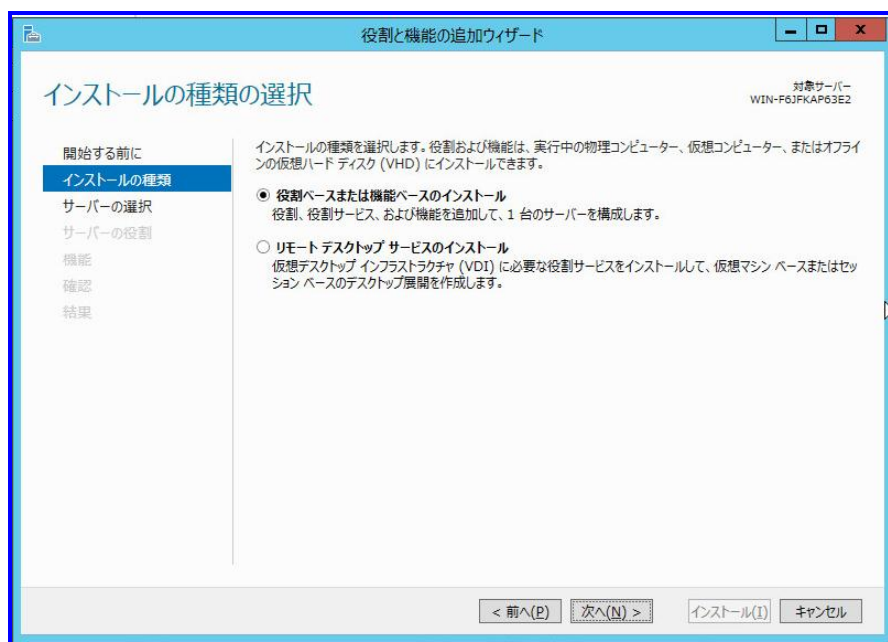 役割と機能の追加ウィザード
インストールの種類の選択
対象サーバー
WIN-F6JFKAP63E2
開始する前に
インストールの種類
サーバーの選択
サーバーの役割
機能
確認
結果
インストールの種類を選択します。役割および機能は、実行中の物理コンピューター、仮想コンピューター、またはオフライ
ンの仮想ハード ディスク (VHD) にインストールできます。
役割ベースまたは機能ベースのインストール
役割、役割サービス、および機能を追加して、1 台のサーバーを構成します。
リモート デスクトップ サービスのインストール
仮想デスクトップ インフラストラクチャ (VDI) に必要な役割サービスをインストールして、仮想マシン ベースまたはセッ
ション ベースのデスクトップ展開を作成します。
< 前へ(P) 次へ(N) > インストール(I) キャンセル